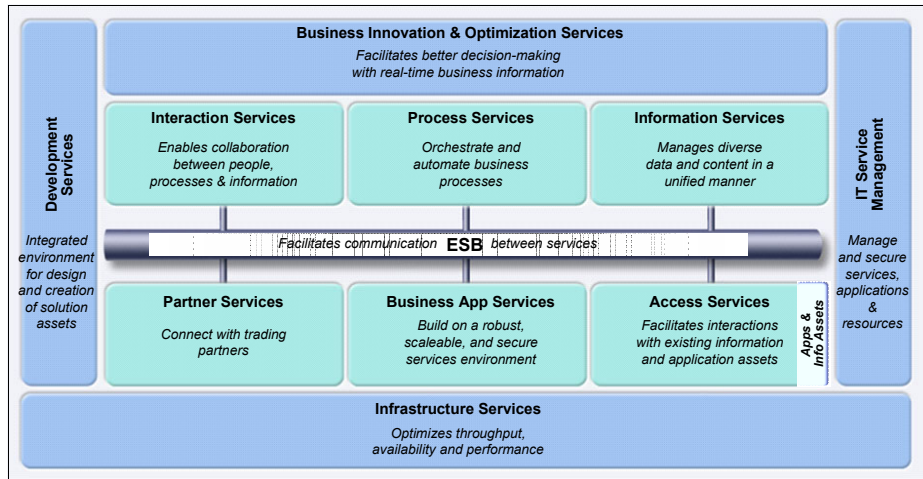 Business Innovation & Optimization Services
Facilitates better decision-making
with real-time business information
Development
Services
Integrated
environment
for design
and creation
of solution
assets
Interaction Services
Enables collaboration
between people,
processes & information
Process Services
Orchestrate and
automate business
processes
Information Services
Manages diverse
data and content in a
unified manner
IT Service
Management
Manage
and secure
services,
applications
&
resources
Facilitates communication ESB between services
Partner Services
Connect with trading
partners
Business App Services
Build on a robust,
scaleable, and secure
services environment
Access Services
Facilitates interactions
with existing information
and application assets
Apps &
Info Assets
Infrastructure Services
Optimizes throughput,
availability and performance